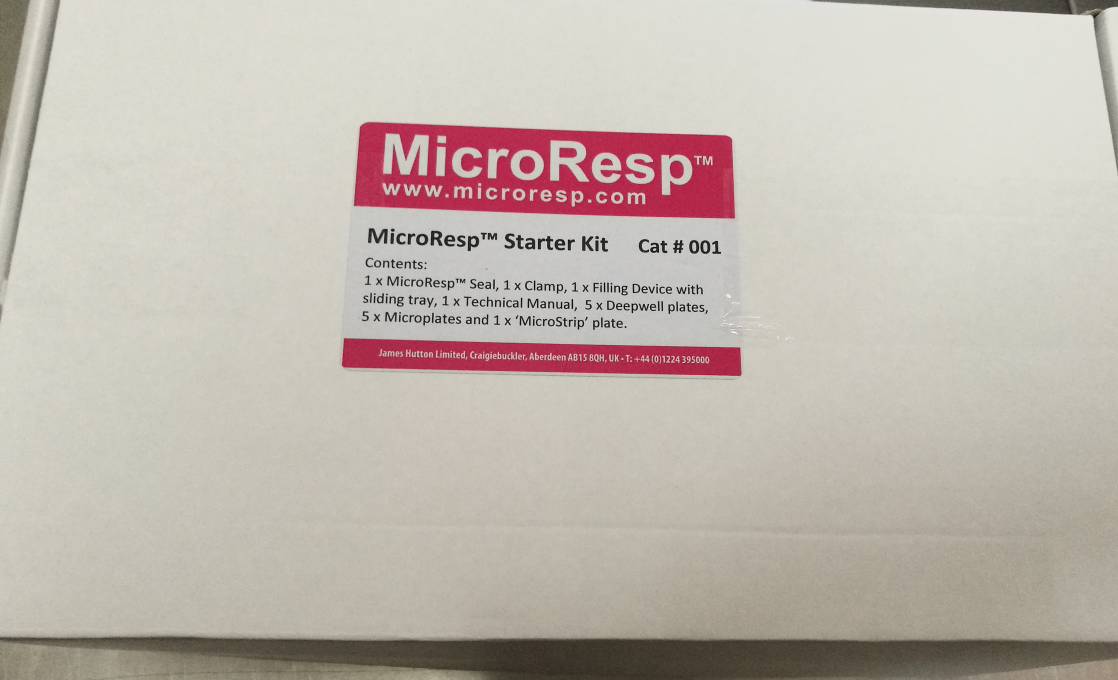 MicroResp™
www.microresp.com
MicroResp™ Starter Kit Cat # 001
Contents:
1 x MicroResp™ Seal, 1 x Clamp, 1 x Filling Device with
sliding tray, 1 x Technical Manual, 5 x Deepwell plates,
5 x Microplates and 1 x ‘MicroStrip’ plate.
James Hutton Limited, Craigiebuckler, Aberdeen AB15 8QH, UK • T: +44 (0)1224 395000